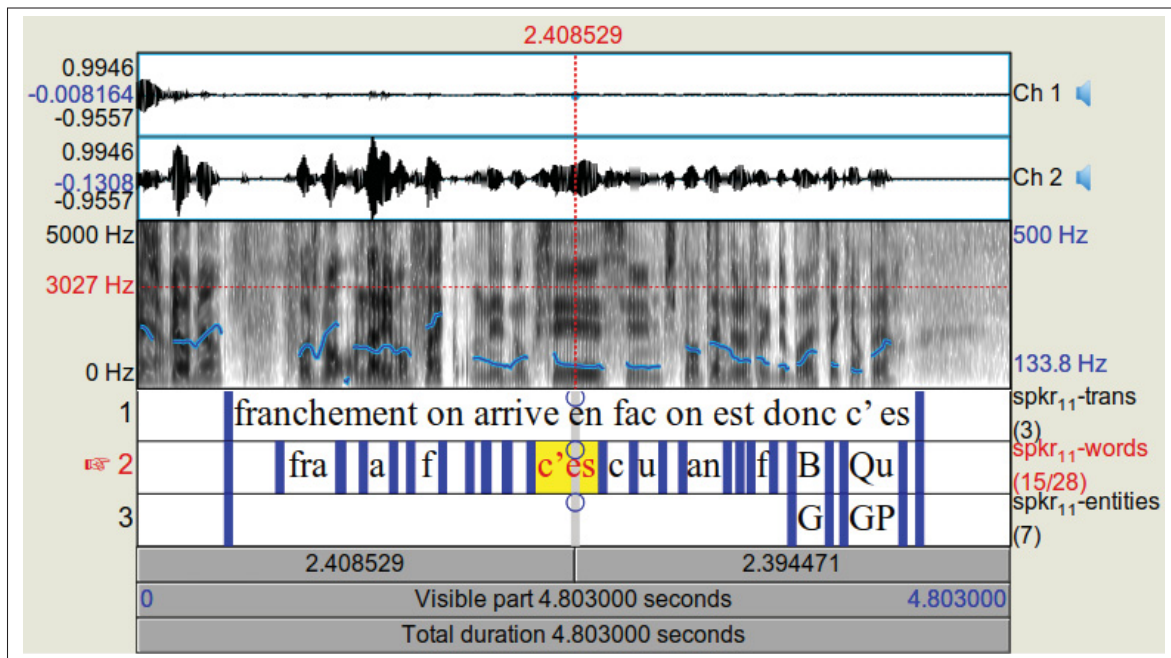 2.408529
0.9946
-0.008164
-0.9557
Ch 1
0.9946
-0.1308
-0.9557
Ch 2
5000 Hz
500 Hz
3027 Hz
0 Hz
133.8 Hz
1 franchement on arrive en fac on est donc c'es spkr11-trans (3)
2 fra a f c'es c u an f B Qu spkr11-words (15/28)
3 G GP spkr11-entities (7)
2.408529 2.394471
0 Visible part 4.803000 seconds 4.803000
Total duration 4.803000 seconds